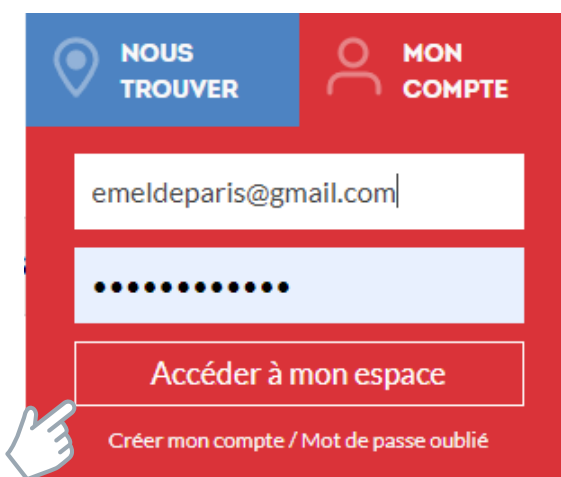 NOUS
TROUVER
MON
COMPTE
emeldeparis@gmail.com
••••••••••••
Accéder à mon espace
Créer mon compte / Mot de passe oublié